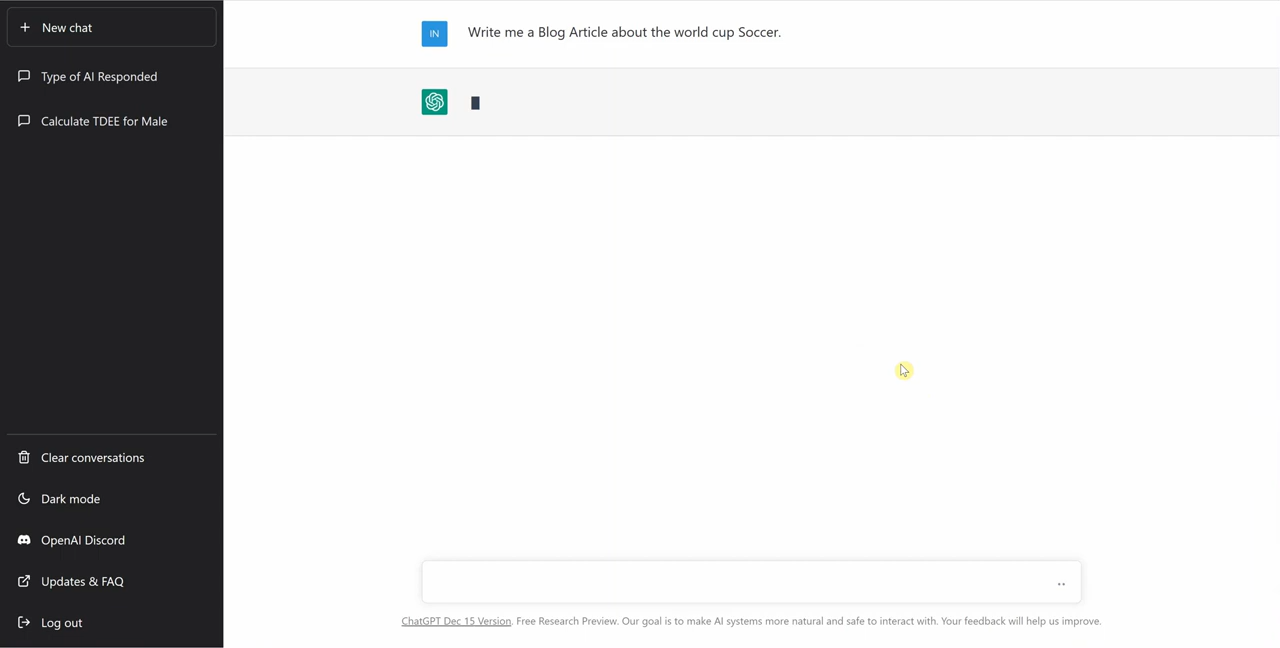 New chat
Type of AI Responded
Calculate TDEE for Male
Clear conversations
Dark mode
OpenAI Discord
Updates & FAQ
Log out
IN
Write me a Blog Article about the world cup Soccer.
ChatGPT Dec 15 Version. Free Research Preview. Our goal is to make AI systems more natural and safe to interact with. Your feedback will help us improve.